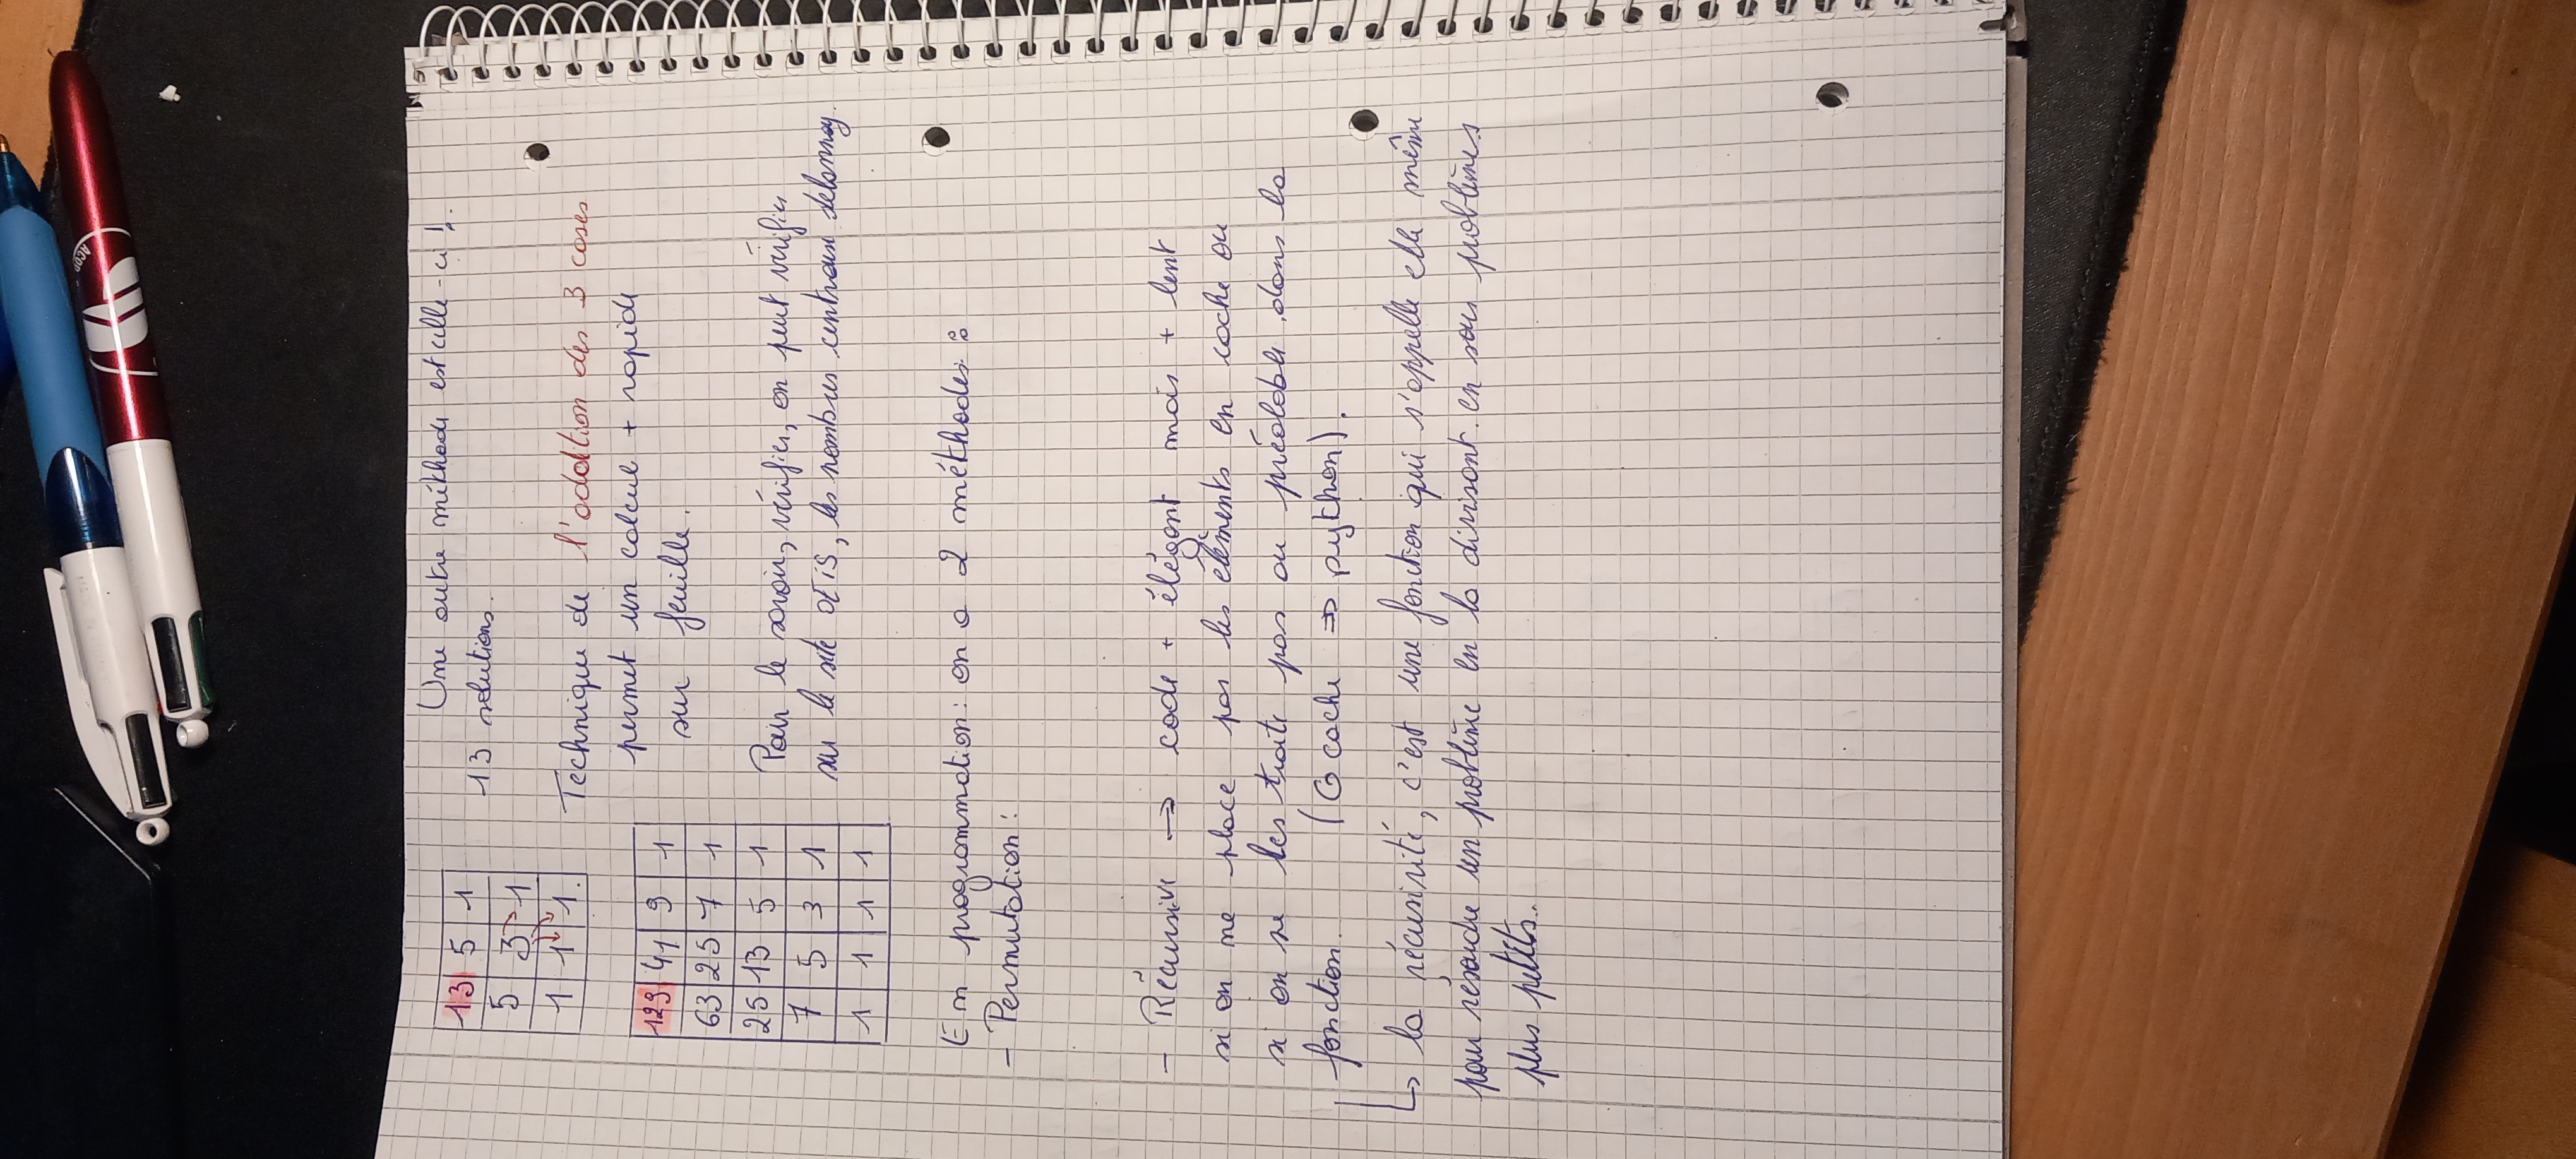 ACOP
13 5 1
5 3 1
1 1 1.
Une autre méthode est celle-ci !.
13 solutions.
Technique de l'addition des 3 cases
permet un calcul + rapide
sur feuille.
129 41 9 1
63 25 7 1
25 13 5 1
7 5 3 1
1 1 1 1
Pour le savoir, vérifier, on peut vérifier
sur le site OEIS, les nombres centraux delannoy.
En programmation : on a 2 méthodes :
- Permutation :
- Récursive → code + élégant mais + lent
si on ne place pas les éléments en cache ou
si on ne les traite pas au préalable dans la
fonction. (@ cache ⇒ python).
↳ la récusivité, c'est une fonction qui s'appelle elle même
pour résoudre un problème en la divisant en sous problèmes
plus petits.